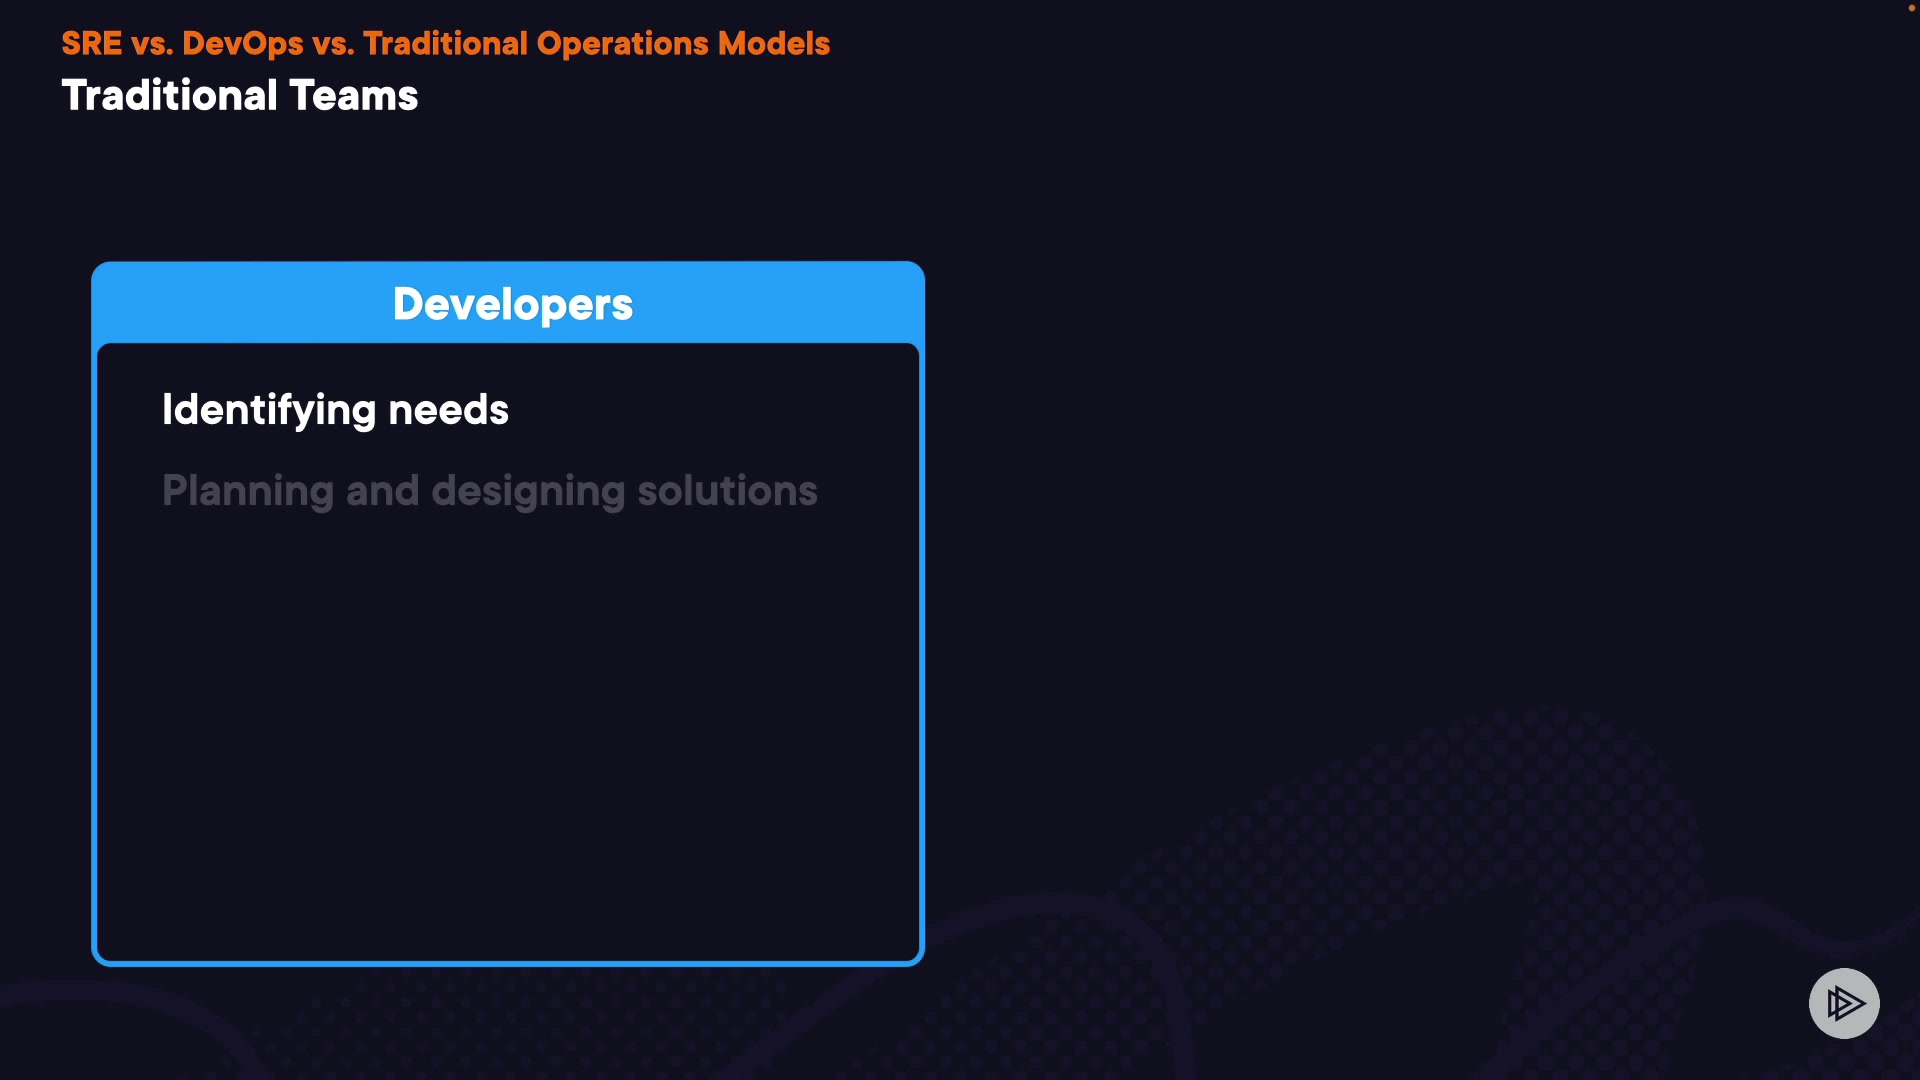 SRE vs. DevOps vs. Traditional Operations Models
Traditional Teams
Developers
Identifying needs
Planning and designing solutions